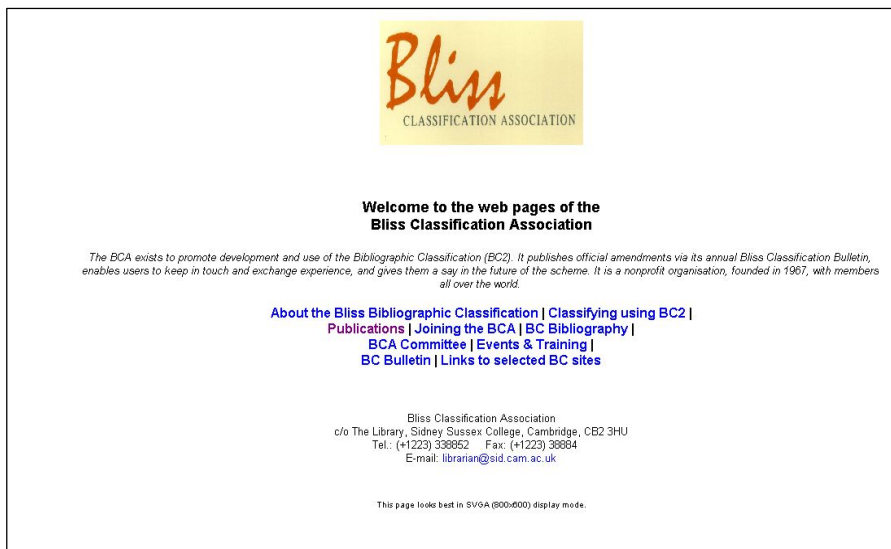 Bliss
CLASSIFICATION ASSOCIATION
Welcome to the web pages of the
Bliss Classification Association
The BCA exists to promote development and use of the Bibliographic Classification (BC2). It publishes official amendments via its annual Bliss Classification Bulletin,
enables users to keep in touch and exchange experience, and gives them a say in the future of the scheme. It is a nonprofit organisation, founded in 1967, with members
all over the world.
About the Bliss Bibliographic Classification | Classifying using BC2 |
Publications | Joining the BCA | BC Bibliography |
BCA Committee | Events & Training |
BC Bulletin | Links to selected BC sites
Bliss Classification Association
c/o The Library, Sidney Sussex College, Cambridge, CB2 3HU
Tel.: (+1223) 338852 Fax: (+1223) 38884
E-mail: librarian@sid.cam.ac.uk
This page looks best in SVGA (800x600) display mode.